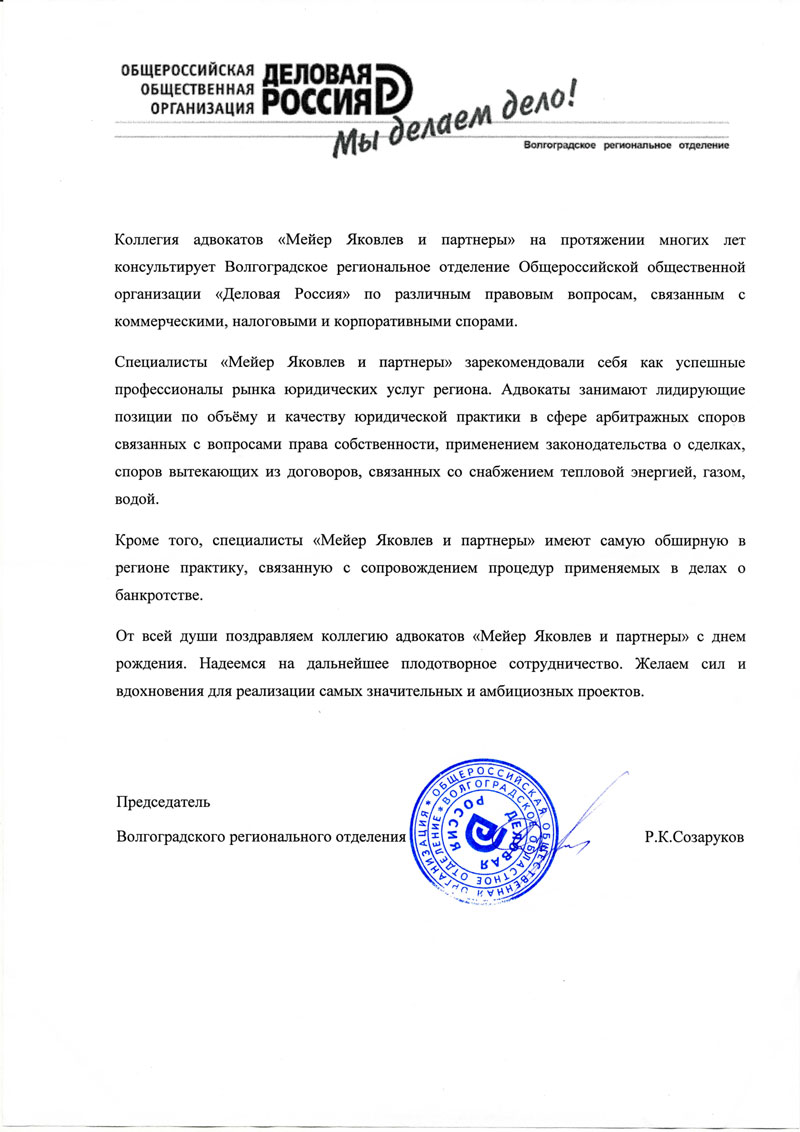 ОБЩЕРОССИЙСКАЯ
ОБЩЕСТВЕННАЯ
ОРГАНИЗАЦИЯ
ДЕЛОВАЯ
РОССИЯ
Мы делаем дело!
Волгоградское региональное отделение
Коллегия адвокатов «Мейер Яковлев и партнеры» на протяжении многих лет
консультирует Волгоградское региональное отделение Общероссийской общественной
организации «Деловая Россия» по различным правовым вопросам, связанным с
коммерческими, налоговыми и корпоративными спорами.
Специалисты «Мейер Яковлев и партнеры» зарекомендовали себя как успешные
профессионалы рынка юридических услуг региона. Адвокаты занимают лидирующие
позиции по объёму и качеству юридической практики в сфере арбитражных споров
связанных с вопросами права собственности, применением законодательства о сделках,
споров вытекающих из договоров, связанных со снабжением тепловой энергией, газом,
водой.
Кроме того, специалисты «Мейер Яковлев и партнеры» имеют самую обширную в
регионе практику, связанную с сопровождением процедур применяемых в делах о
банкротстве.
От всей души поздравляем коллегию адвокатов «Мейер Яковлев и партнеры» с днем
рождения. Надеемся на дальнейшее плодотворное сотрудничество. Желаем сил и
вдохновения для реализации самых значительных и амбициозных проектов.
Председатель
Волгоградского регионального отделения
Р.К.Созаруков
ОБЩЕРОССИЙСКАЯ ОБЩЕСТВЕННАЯ ОРГАНИЗАЦИЯ
ВОЛГОГРАДСКОЕ ОБЛАСТНОЕ ОТДЕЛЕНИЕ
ДЕЛОВАЯ РОССИЯ